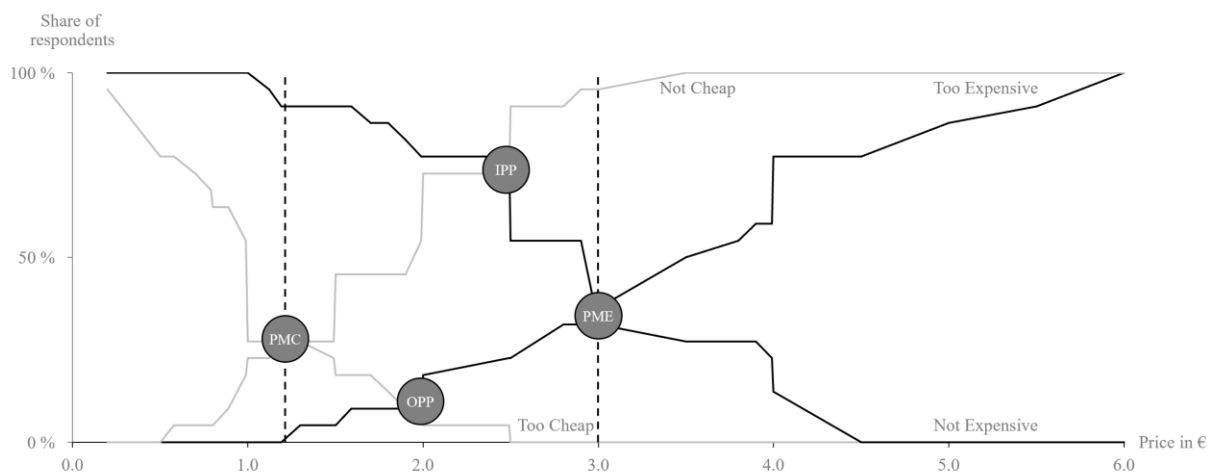 Share of
respondents
100 %
Not Cheap
Too Expensive
IPP
50 %
PME
PMC
OPP
Too Cheap
Not Expensive
0 %
0.0
1.0
2.0
3.0
4.0
5.0
6.0
Price in €